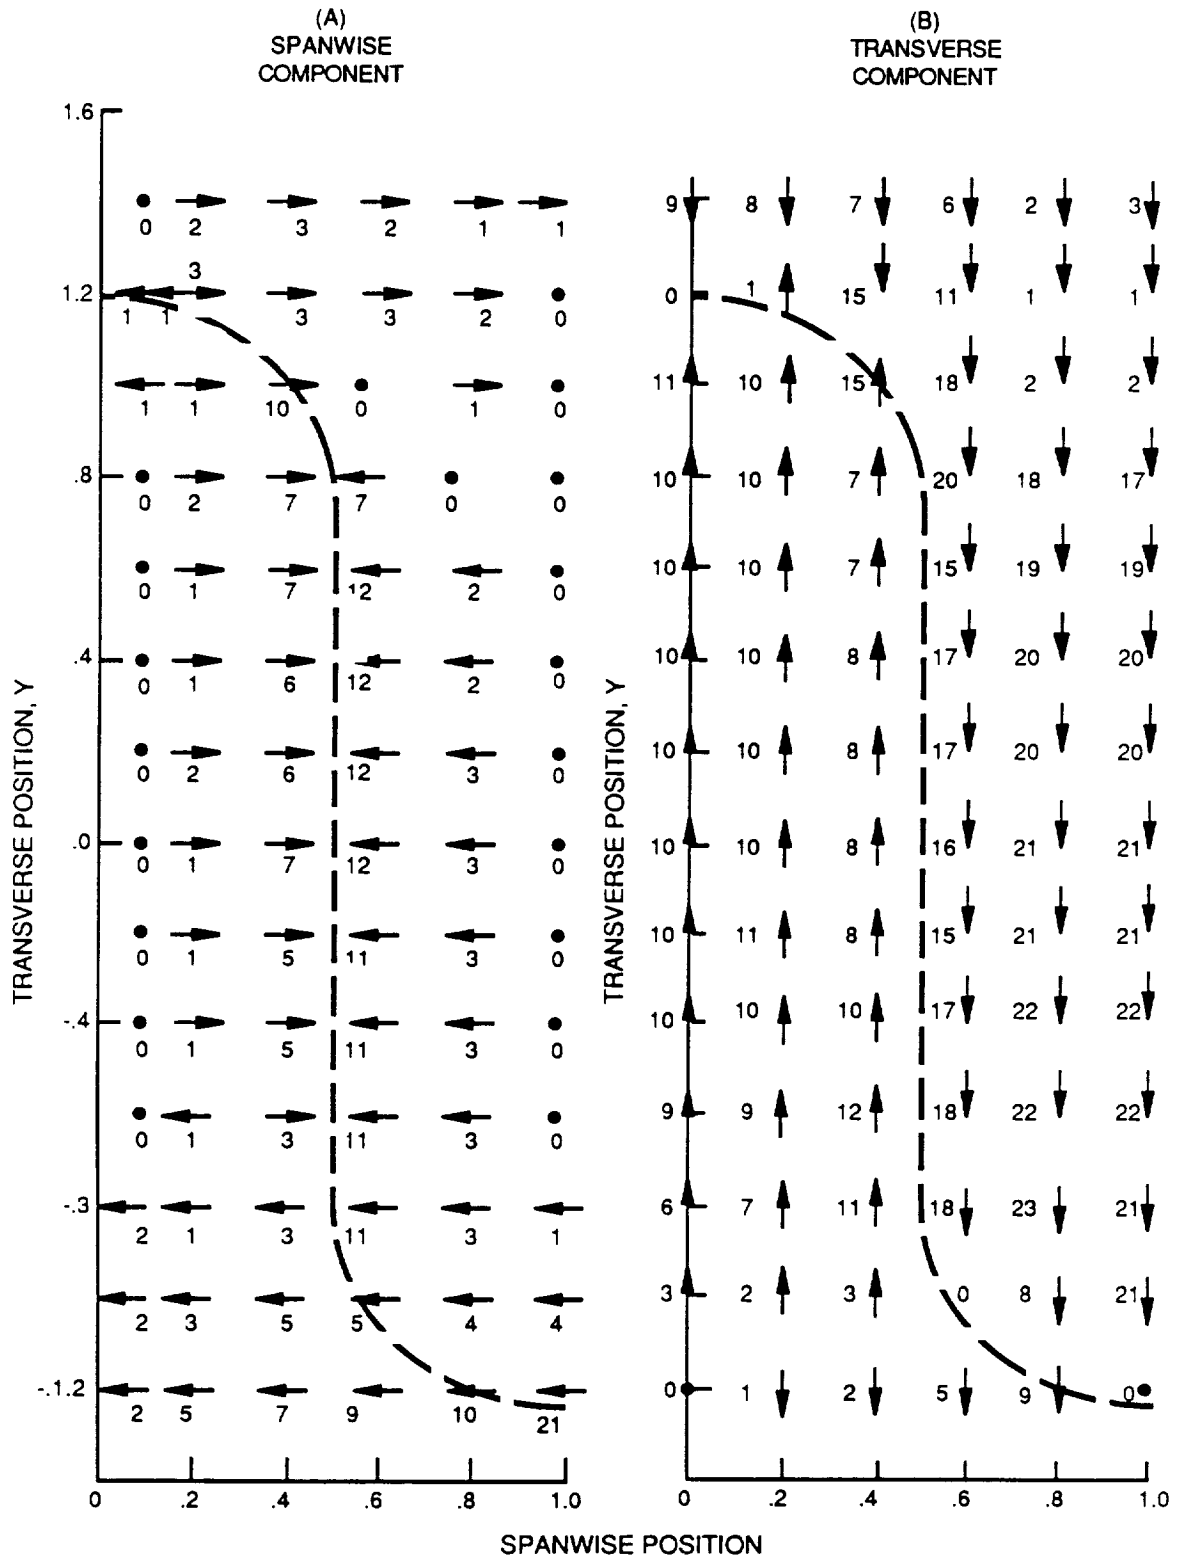 (A)
SPANWISE
COMPONENT
1.6
0 2 3 2 1 1
3
1.2
1 1 3 3 2 0
1 1 10 0 1 0
.8
0 2 7 7 0 0
0 1 7 12 2 0
.4
0 1 6 12 2 0
0 2 6 12 3 0
.0
0 1 7 12 3 0
0 1 5 11 3 0
-.4
0 1 5 11 3 0
0 1 3 11 3 0
-.3
2 1 3 11 3 1
2 3 5 5 4 4
-.1.2
2 5 7 9 10 21
0 .2 .4 .6 .8 1.0
TRANSVERSE POSITION, Y
(B)
TRANSVERSE
COMPONENT
9 8 7 6 2 3
0 1 15 11 1 1
11 10 15 18 2 2
10 10 7 20 18 17
10 10 7 15 19 19
10 10 8 17 20 20
10 10 8 17 20 20
10 10 8 16 21 21
10 11 8 15 21 21
10 10 10 17 22 22
9 9 12 18 22 22
6 7 11 18 23 21
3 2 3 0 8 21
0 1 2 5 9 0
0 .2 .4 .6 .8 1.0
TRANSVERSE POSITION, Y
SPANWISE POSITION